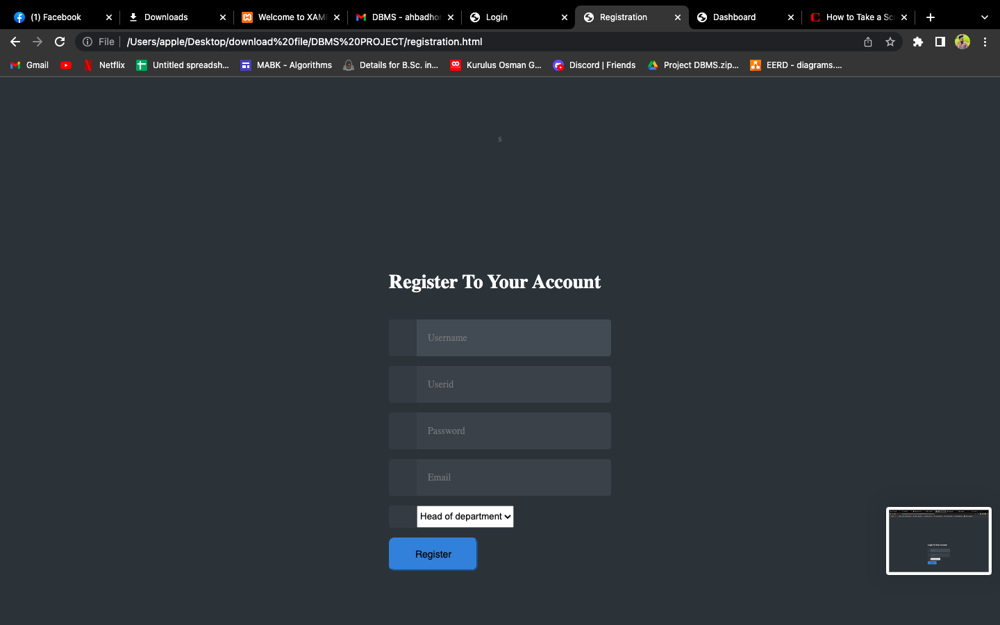 (1) Facebook
Downloads
Welcome to XAM
DBMS - ahbadho
Login
Registration
Dashboard
How to Take a Sc
File
/Users/apple/Desktop/download%20file/DBMS%20PROJECT/registration.html
Gmail
Netflix
Untitled spreadsh...
MABK - Algorithms
Details for B.Sc. in...
Kurulus Osman G...
Discord | Friends
Project DBMS.zip...
EERD - diagrams....
s
Register To Your Account
Username
Userid
Password
Email
Head of department
Register